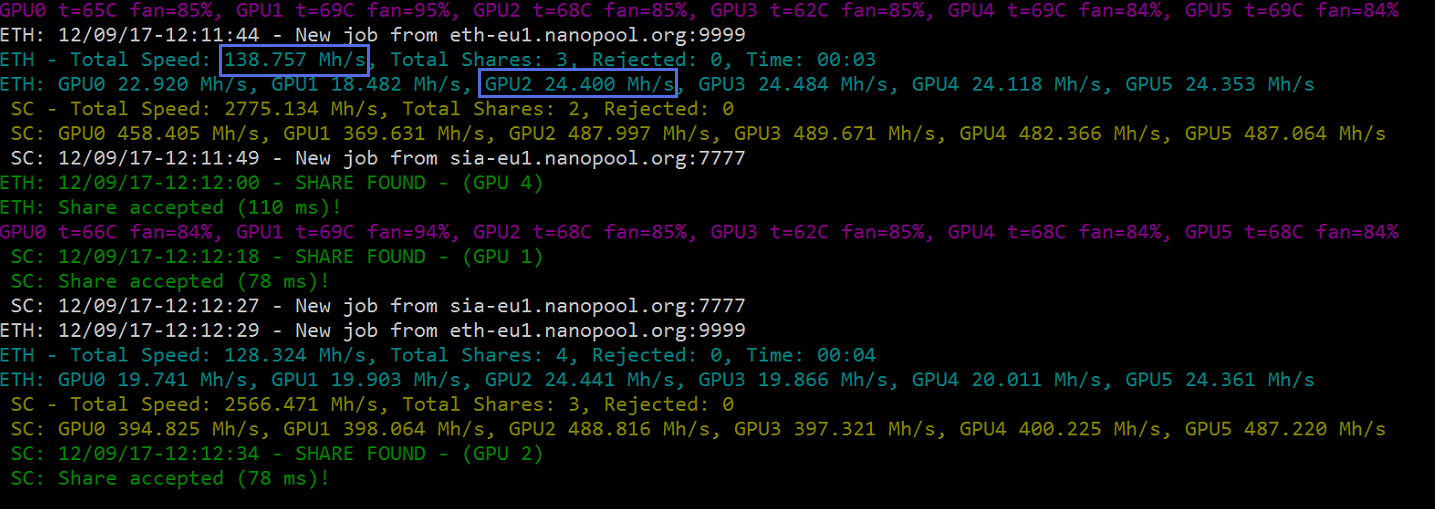 GPU0 t=65C fan=85%, GPU1 t=69C fan=95%, GPU2 t=68C fan=85%, GPU3 t=62C fan=85%, GPU4 t=69C fan=84%, GPU5 t=69C fan=84%
ETH: 12/09/17-12:11:44 - New job from eth-eu1.nanopool.org:9999
ETH - Total Speed: 138.757 Mh/s, Total Shares: 3, Rejected: 0, Time: 00:03
ETH: GPU0 22.920 Mh/s, GPU1 18.482 Mh/s, GPU2 24.400 Mh/s, GPU3 24.484 Mh/s, GPU4 24.118 Mh/s, GPU5 24.353 Mh/s
SC - Total Speed: 2775.134 Mh/s, Total Shares: 2, Rejected: 0
SC: GPU0 458.405 Mh/s, GPU1 369.631 Mh/s, GPU2 487.997 Mh/s, GPU3 489.671 Mh/s, GPU4 482.366 Mh/s, GPU5 487.064 Mh/s
SC: 12/09/17-12:11:49 - New job from sia-eu1.nanopool.org:7777
ETH: 12/09/17-12:12:00 - SHARE FOUND - (GPU 4)
ETH: Share accepted (110 ms)!
GPU0 t=66C fan=84%, GPU1 t=69C fan=94%, GPU2 t=68C fan=85%, GPU3 t=62C fan=85%, GPU4 t=68C fan=84%, GPU5 t=68C fan=84%
SC: 12/09/17-12:12:18 - SHARE FOUND - (GPU 1)
SC: Share accepted (78 ms)!
SC: 12/09/17-12:12:27 - New job from sia-eu1.nanopool.org:7777
ETH: 12/09/17-12:12:29 - New job from eth-eu1.nanopool.org:9999
ETH - Total Speed: 128.324 Mh/s, Total Shares: 4, Rejected: 0, Time: 00:04
ETH: GPU0 19.741 Mh/s, GPU1 19.903 Mh/s, GPU2 24.441 Mh/s, GPU3 19.866 Mh/s, GPU4 20.011 Mh/s, GPU5 24.361 Mh/s
SC - Total Speed: 2566.471 Mh/s, Total Shares: 3, Rejected: 0
SC: GPU0 394.825 Mh/s, GPU1 398.064 Mh/s, GPU2 488.816 Mh/s, GPU3 397.321 Mh/s, GPU4 400.225 Mh/s, GPU5 487.220 Mh/s
SC: 12/09/17-12:12:34 - SHARE FOUND - (GPU 2)
SC: Share accepted (78 ms)!